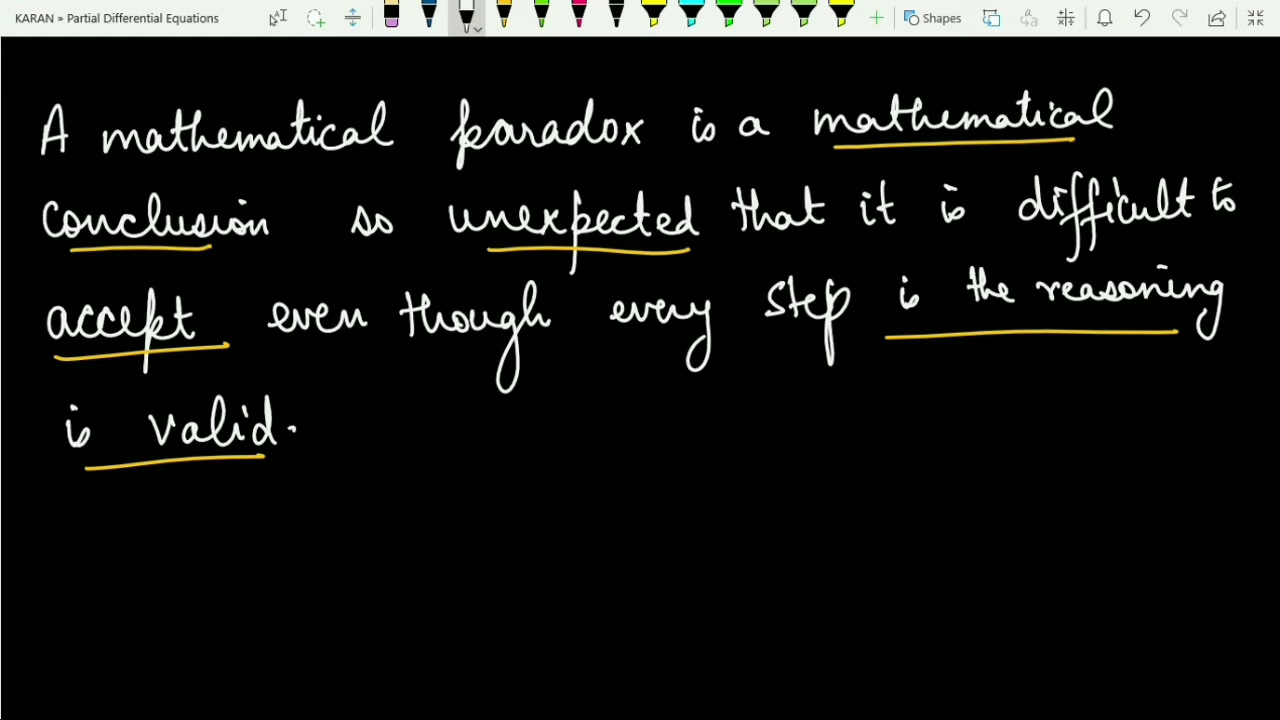 KARAN » Partial Differential Equations
Shapes
A mathematical paradox is a mathematical
conclusion so unexpected that it is difficult to
accept even though every step is the reasoning
is valid.